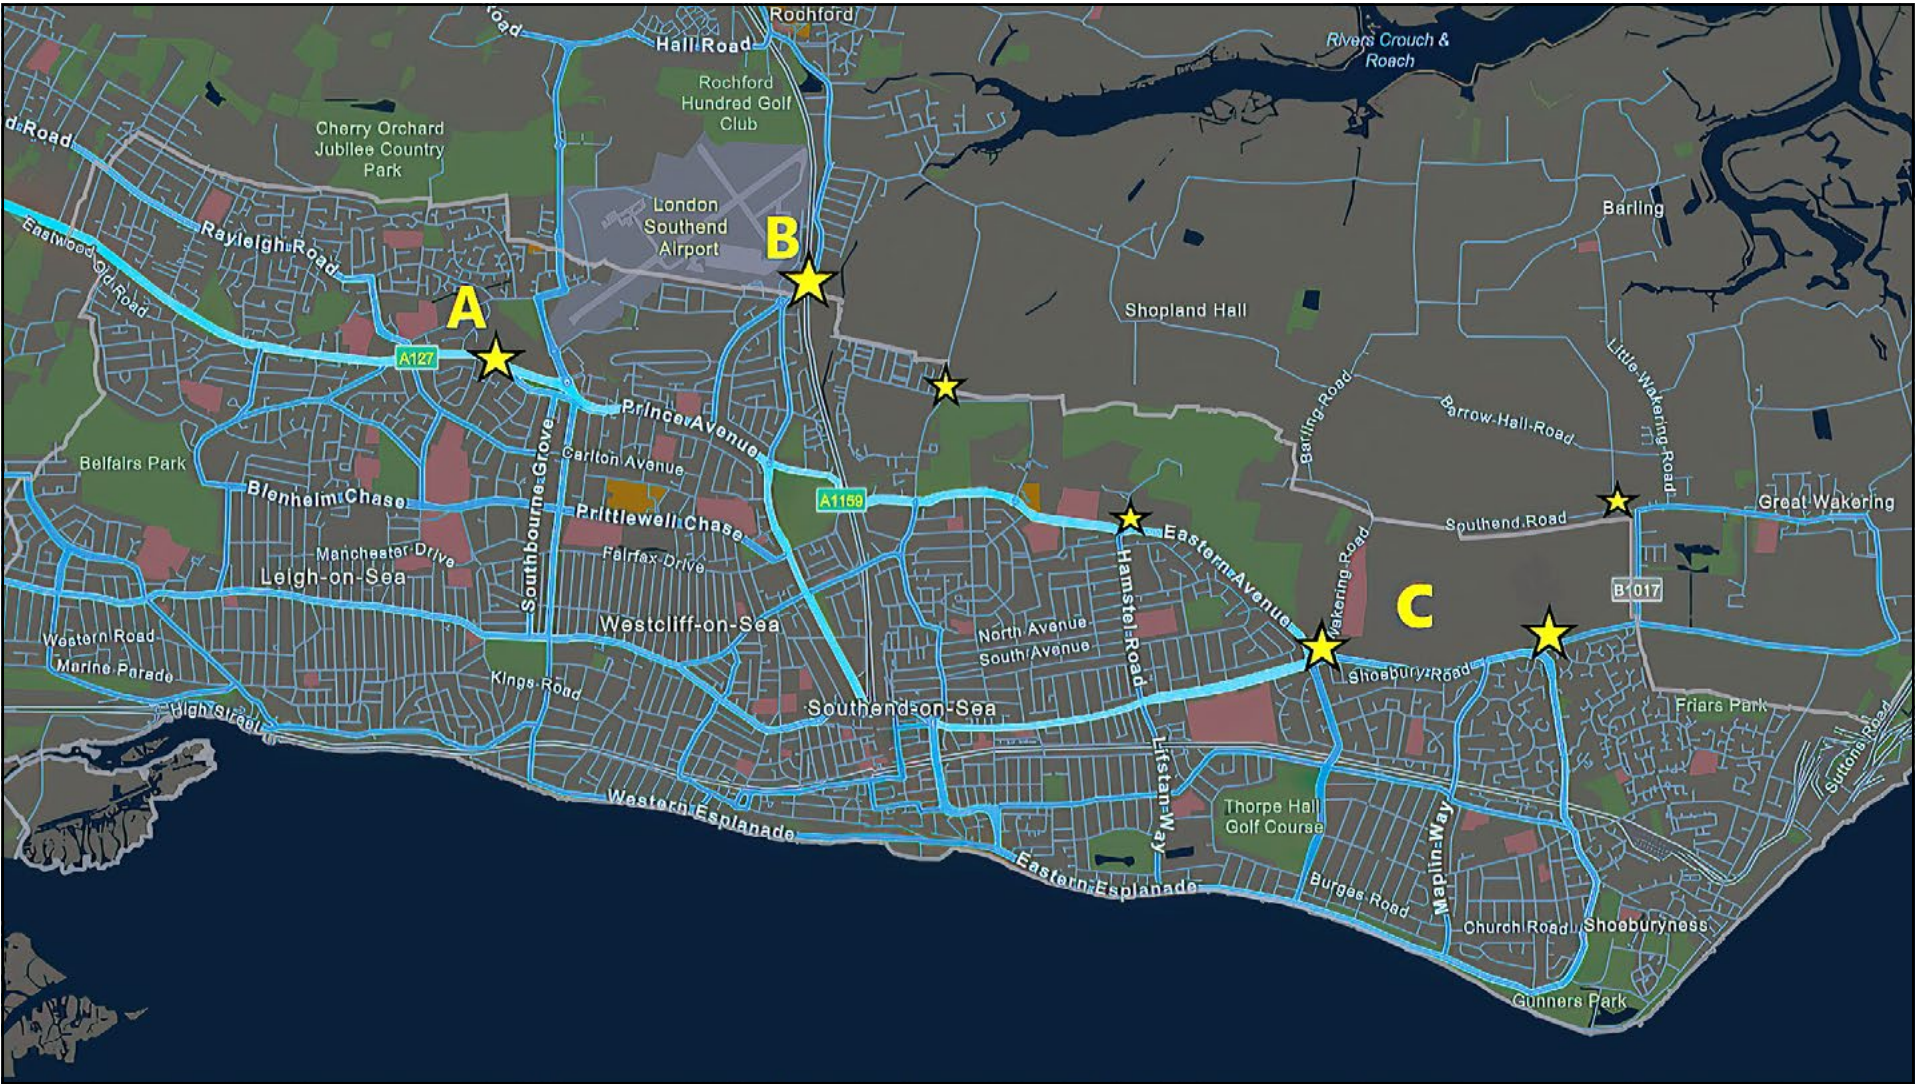 Rochford
Road
Hall Road
Rivers Crouch &
Roach
Rochford
Hundred Golf
Club
d Road
Cherry Orchard
Jubilee Country
Park
London
Southend
Airport
Barling
B
Eastwood Old Road
Rayleigh Road
A
Shopland Hall
A127
Little Wakering Road
Barling Road
Barrow Hall Road
Prince Avenue
Carlton Avenue
Belfairs Park
Blenheim Chase
Southbourne Grove
Prittlewell Chase
A1159
Great Wakering
Southend Road
Eastern Avenue
Manchester Drive
Fairfax Drive
Leigh-on-Sea
Hamstel Road
Wakering Road
C
B1017
Westcliff-on-Sea
North Avenue
South Avenue
Western Road
Marine Parade
Kings Road
Shoebury Road
High Street
Southend-on-Sea
Friars Park
Suttons Road
Lifstan Way
Western Esplanade
Thorpe Hall
Golf Course
Maplin Way
Eastern Esplanade
Burges Road
Church Road
Shoeburyness
Gunners Park